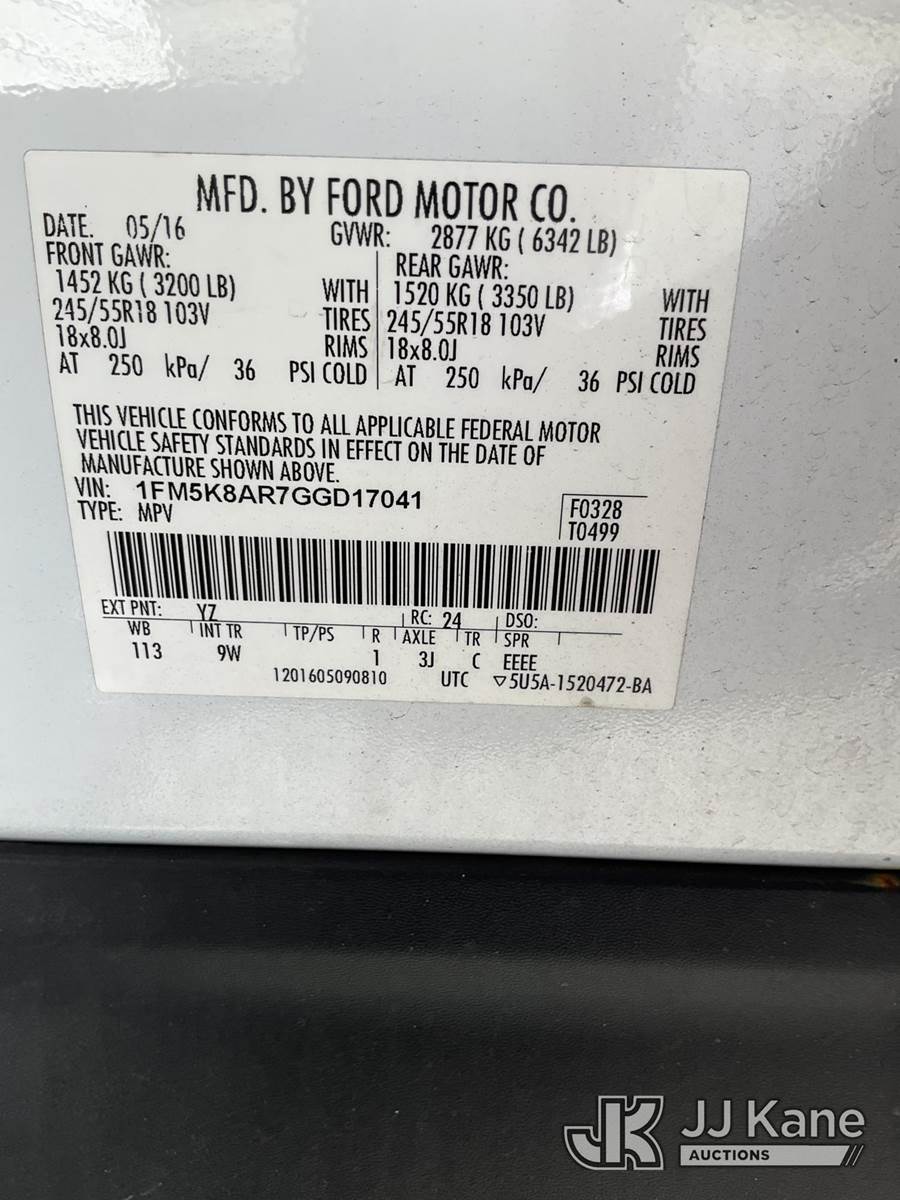 MFD. BY FORD MOTOR CO.
DATE. 05/16 GVWR: 2877 KG ( 6342 LB)
FRONT GAWR: REAR GAWR:
1452 KG ( 3200 LB) WITH 1520 KG ( 3350 LB) WITH
245/55R18 103V TIRES 245/55R18 103V TIRES
18x8.0J RIMS 18x8.0J RIMS
AT 250 kPa/ 36 PSI COLD AT 250 kPa/ 36 PSI COLD
THIS VEHICLE CONFORMS TO ALL APPLICABLE FEDERAL MOTOR
VEHICLE SAFETY STANDARDS IN EFFECT ON THE DATE OF
MANUFACTURE SHOWN ABOVE.
VIN: 1FM5K8AR7GGD17041
TYPE: MPV
F0328
T0499
EXT PNT: YZ RC: 24 DSO:
WB INT TR TP/PS R AXLE TR SPR
113 9W 1 3J C EEEE
1201605090810 UTC ▽5U5A-1520472-BA
JK JJ Kane
AUCTIONS